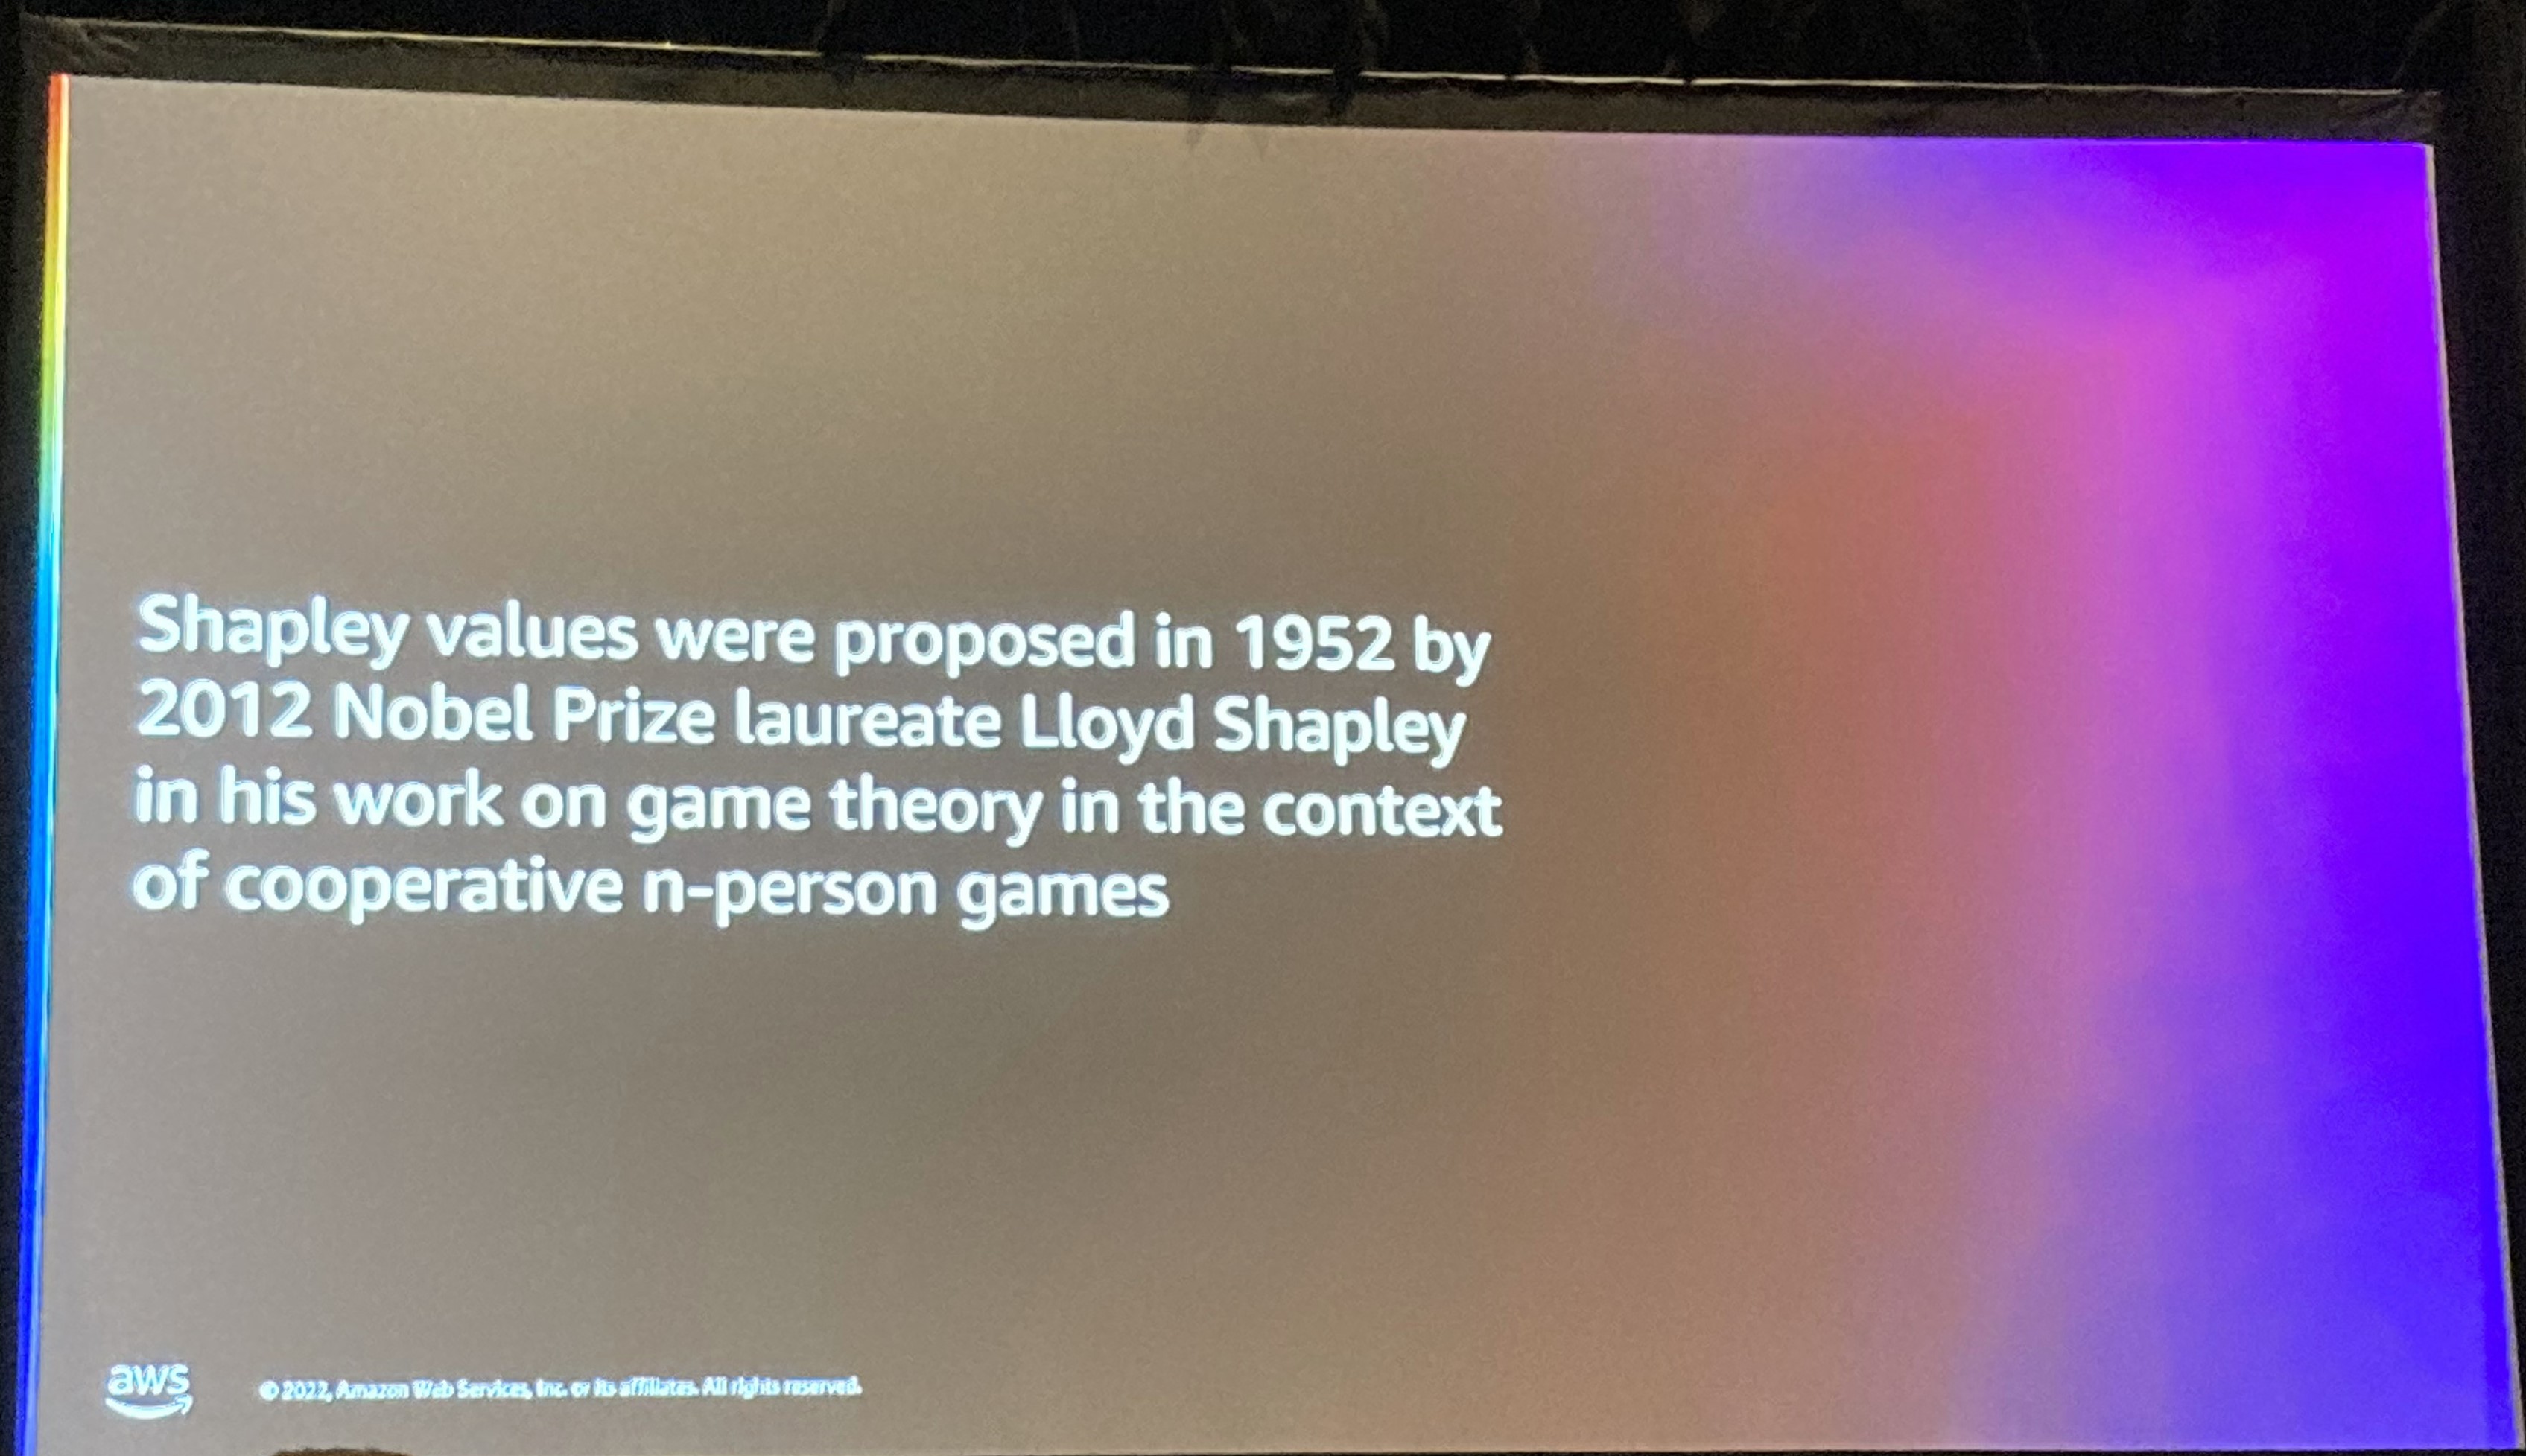 Shapley values were proposed in 1952 by
2012 Nobel Prize laureate Lloyd Shapley
in his work on game theory in the context
of cooperative n-person games
aws
© 2022, Amazon Web Services, Inc. or its affiliates. All rights reserved.